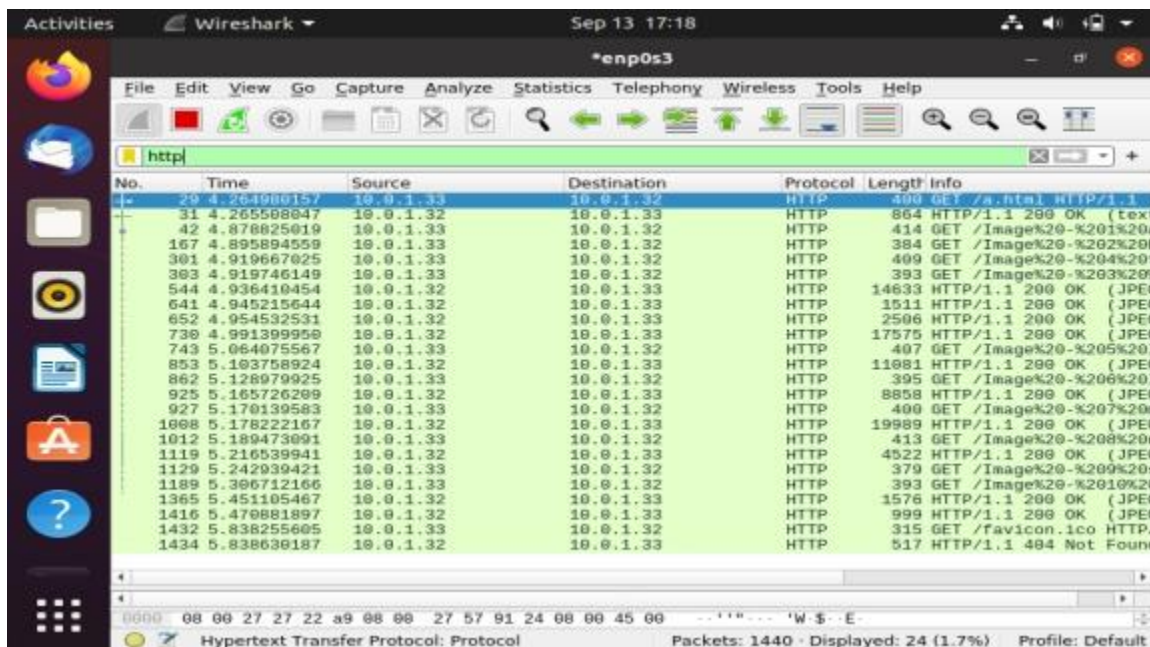 Activities Wireshark Sep 13 17:18
*enp0s3
File Edit View Go Capture Analyze Statistics Telephony Wireless Tools Help
http
No. Time Source Destination Protocol Length Info
29 4.264980157 10.0.1.33 10.0.1.32 HTTP 400 GET /a.html HTTP/1.1
31 4.265508047 10.0.1.32 10.0.1.33 HTTP 864 HTTP/1.1 200 OK (tex
42 4.878825019 10.0.1.33 10.0.1.32 HTTP 414 GET /Image%20-%201%20
167 4.895894559 10.0.1.33 10.0.1.32 HTTP 384 GET /Image%20-%202%20
301 4.919667025 10.0.1.33 10.0.1.32 HTTP 409 GET /Image%20-%204%20
303 4.919746149 10.0.1.33 10.0.1.32 HTTP 393 GET /Image%20-%203%20
544 4.936410454 10.0.1.32 10.0.1.33 HTTP 14633 HTTP/1.1 200 OK (JPE
641 4.945215644 10.0.1.32 10.0.1.33 HTTP 1511 HTTP/1.1 200 OK (JPE
652 4.954532531 10.0.1.32 10.0.1.33 HTTP 2506 HTTP/1.1 200 OK (JPE
730 4.991399950 10.0.1.32 10.0.1.33 HTTP 17575 HTTP/1.1 200 OK (JPE
743 5.064075567 10.0.1.33 10.0.1.32 HTTP 407 GET /Image%20-%205%20
853 5.103758924 10.0.1.32 10.0.1.33 HTTP 11081 HTTP/1.1 200 OK (JPE
862 5.128979925 10.0.1.33 10.0.1.32 HTTP 395 GET /Image%20-%206%20
925 5.165726209 10.0.1.32 10.0.1.33 HTTP 8858 HTTP/1.1 200 OK (JPE
927 5.170139583 10.0.1.33 10.0.1.32 HTTP 400 GET /Image%20-%207%20
1008 5.178222167 10.0.1.32 10.0.1.33 HTTP 19989 HTTP/1.1 200 OK (JPE
1012 5.189473091 10.0.1.33 10.0.1.32 HTTP 413 GET /Image%20-%208%20
1119 5.216539941 10.0.1.32 10.0.1.33 HTTP 4522 HTTP/1.1 200 OK (JPE
1129 5.242939421 10.0.1.33 10.0.1.32 HTTP 379 GET /Image%20-%209%20
1189 5.306712166 10.0.1.33 10.0.1.32 HTTP 393 GET /Image%20-%2010%2
1365 5.451105467 10.0.1.32 10.0.1.33 HTTP 1576 HTTP/1.1 200 OK (JPE
1416 5.470881897 10.0.1.32 10.0.1.33 HTTP 999 HTTP/1.1 200 OK (JPE
1432 5.838255605 10.0.1.33 10.0.1.32 HTTP 315 GET /favicon.ico HTTP
1434 5.838630187 10.0.1.32 10.0.1.33 HTTP 517 HTTP/1.1 404 Not Foun
0000 08 00 27 27 22 a9 08 00 27 57 91 24 08 00 45 00 ··''"··· 'W·$··E·
Hypertext Transfer Protocol: Protocol Packets: 1440 · Displayed: 24 (1.7%) Profile: Default